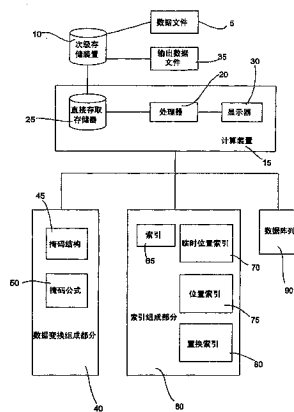 数据文件
5
10
次级存
储装置
输出数据
文件
35
20
30
直接存取
存储器
25
处理器
显示器
计算装置
15
45
掩码结构
50
掩码公式
数据变换组成部分
40
索引
65
临时位置索引
70
位置索引
75
索引组成部分
置换索引
80
60
数据阵列
90